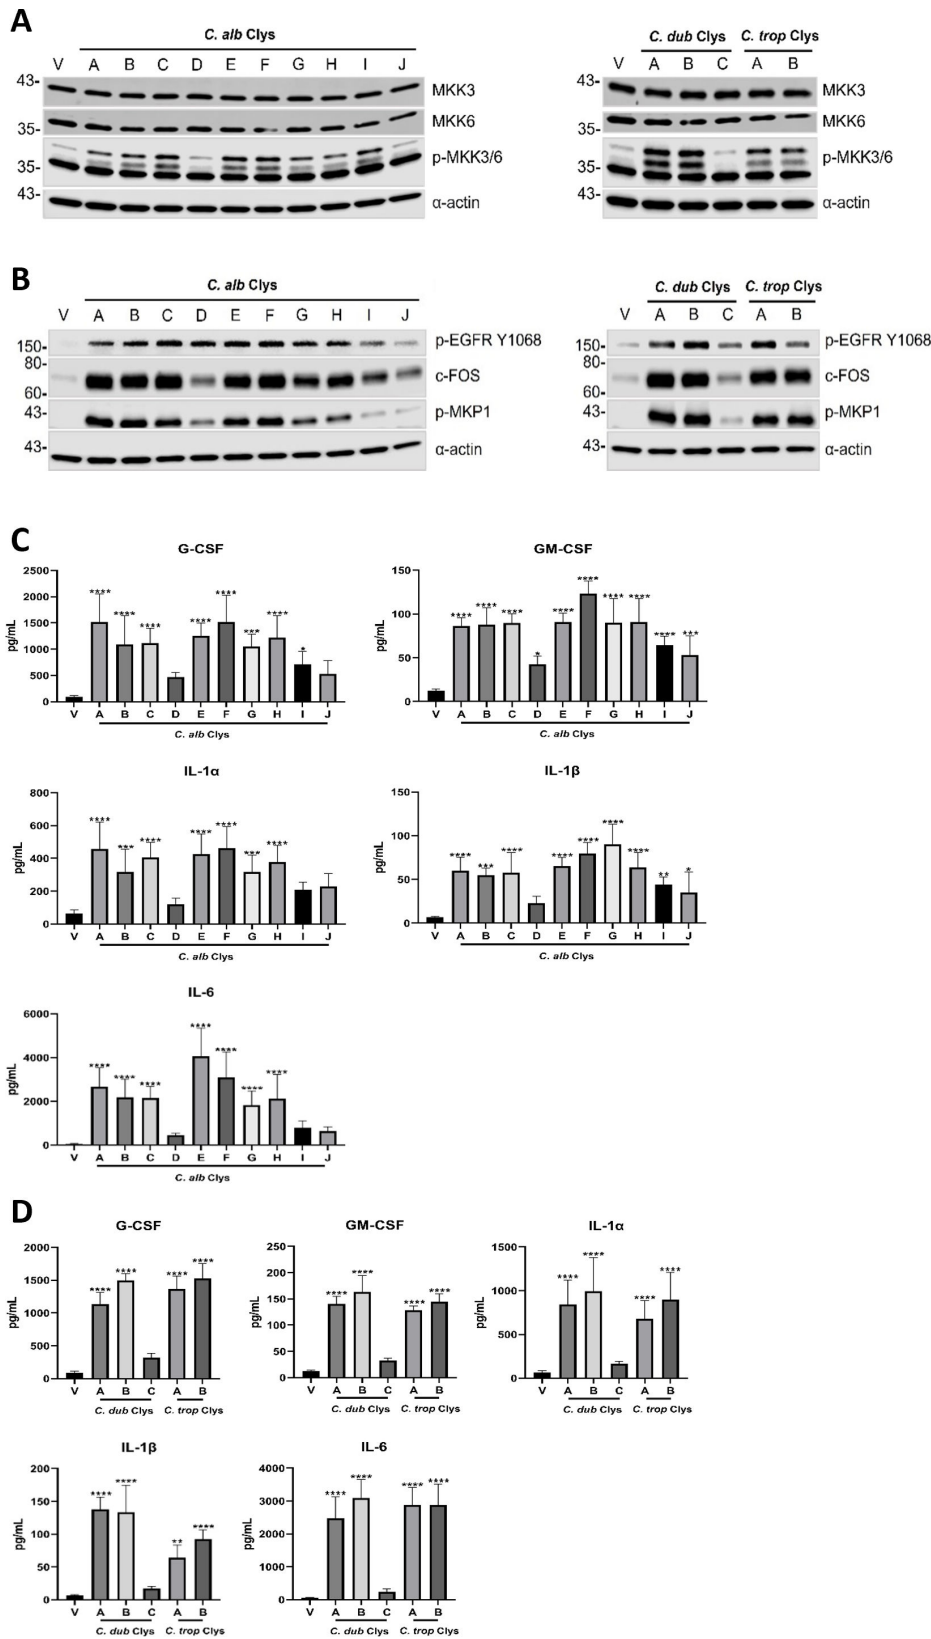 A
C. alb Clys
V A B C D E F G H I J
43-
MKK3
MKK6
35-
p-MKK3/6
35-
43-
α-actin
C. dub Clys C. trop Clys
V A B C A B
43-
MKK3
MKK6
35-
p-MKK3/6
35-
43-
α-actin
B
C. alb Clys
V A B C D E F G H I J
p-EGFR Y1068
150-
80-
c-FOS
60-
43-
p-MKP1
43-
α-actin
C. dub Clys C. trop Clys
V A B C A B
p-EGFR Y1068
150-
80-
c-FOS
60-
43-
p-MKP1
43-
α-actin
C
G-CSF
pg/mL
2500
2000
1500
1000
500
0
**** **** **** **** **** *** **** *
V A B C D E F G H I J
C. alb Clys
GM-CSF
pg/mL
150
100
50
0
**** **** **** * **** **** **** **** **** ***
V A B C D E F G H I J
C. alb Clys
IL-1α
pg/mL
800
600
400
200
0
**** *** **** **** **** *** ****
V A B C D E F G H I J
C. alb Clys
IL-1β
pg/mL
150
100
50
0
**** *** **** **** **** **** **** ** *
V A B C D E F G H I J
C. alb Clys
IL-6
pg/mL
6000
4000
2000
0
**** **** **** **** **** **** ****
V A B C D E F G H I J
C. alb Clys
D
G-CSF
pg/mL
2000
1500
1000
500
0
**** **** **** ****
V A B C A B
C. dub Clys C. trop Clys
GM-CSF
pg/mL
250
200
150
100
50
0
**** **** **** ****
V A B C A B
C. dub Clys C. trop Clys
IL-1α
pg/mL
1500
1000
500
0
**** **** **** ****
V A B C A B
C. dub Clys C. trop Clys
IL-1β
pg/mL
200
150
100
50
0
**** **** ** ****
V A B C A B
C. dub Clys C. trop Clys
IL-6
pg/mL
4000
3000
2000
1000
0
**** **** **** ****
V A B C A B
C. dub Clys C. trop Clys